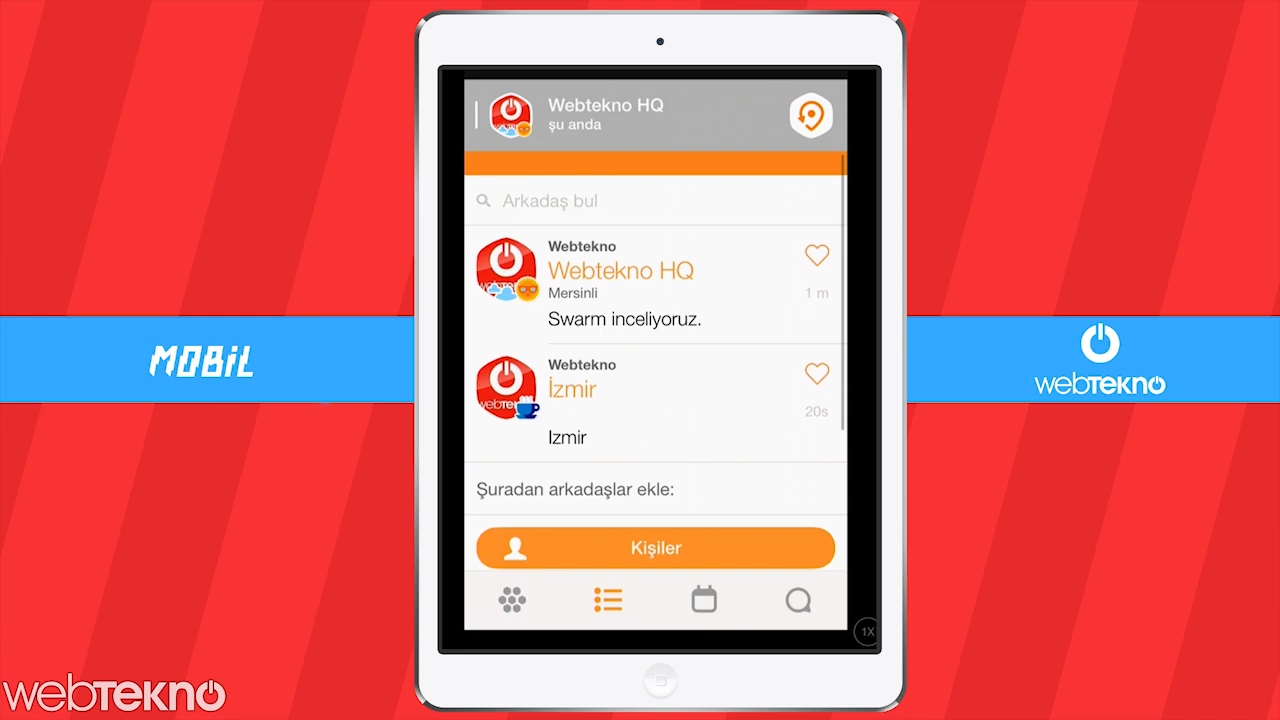 Webtekno HQ
şu anda
Arkadaş bul
Webtekno
Webtekno HQ
Mersinli
1 m
Swarm inceliyoruz.
Webtekno
İzmir
20s
Izmir
Şuradan arkadaşlar ekle:
Kişiler
1X
MOBİL
webTEKNO
webTEKNO